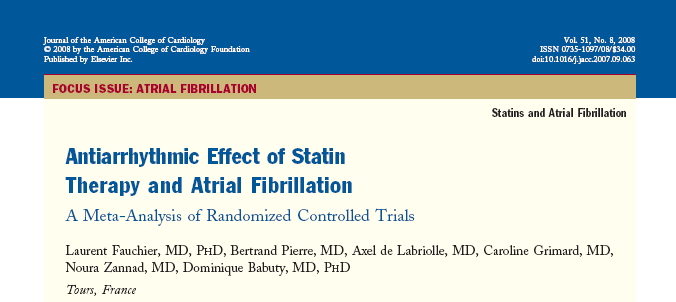 Journal of the American College of Cardiology
© 2008 by the American College of Cardiology Foundation
Published by Elsevier Inc.
Vol. 51, No. 8, 2008
ISSN 0735-1097/08/$34.00
doi:10.1016/j.jacc.2007.09.063
FOCUS ISSUE: ATRIAL FIBRILLATION
Statins and Atrial Fibrillation
Antiarrhythmic Effect of Statin
Therapy and Atrial Fibrillation
A Meta-Analysis of Randomized Controlled Trials
Laurent Fauchier, MD, PHD, Bertrand Pierre, MD, Axel de Labriolle, MD, Caroline Grimard, MD,
Noura Zannad, MD, Dominique Babuty, MD, PHD
Tours, France